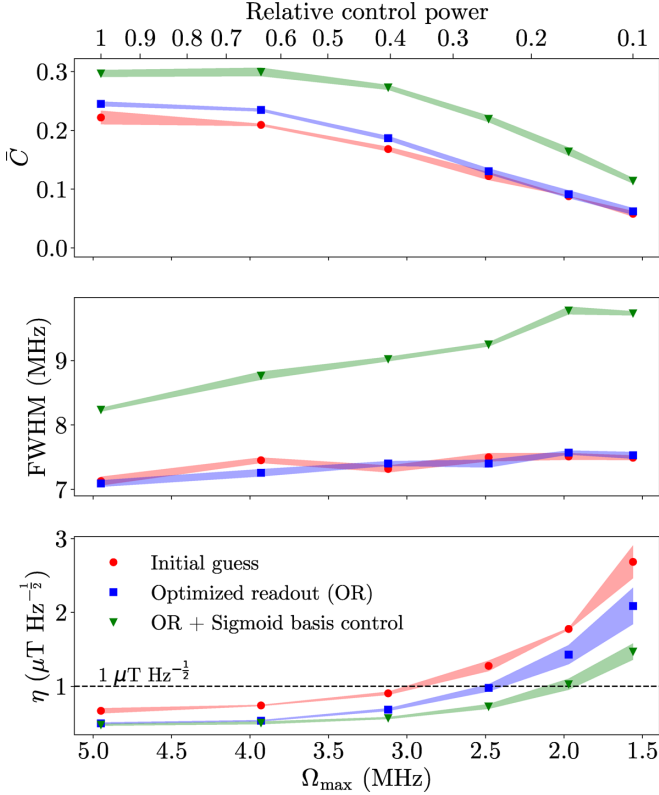 Relative control power
1 0.9 0.8 0.7 0.6 0.5 0.4 0.3 0.2 0.1
0.3
0.2
0.1
0.0
C̄
9
8
7
FWHM (MHz)
3
2
1
η (μT Hz^{-1/2})
Initial guess
Optimized readout (OR)
OR + Sigmoid basis control
1 μT Hz^{-1/2}
5.0 4.5 4.0 3.5 3.0 2.5 2.0 1.5
Ω_max (MHz)